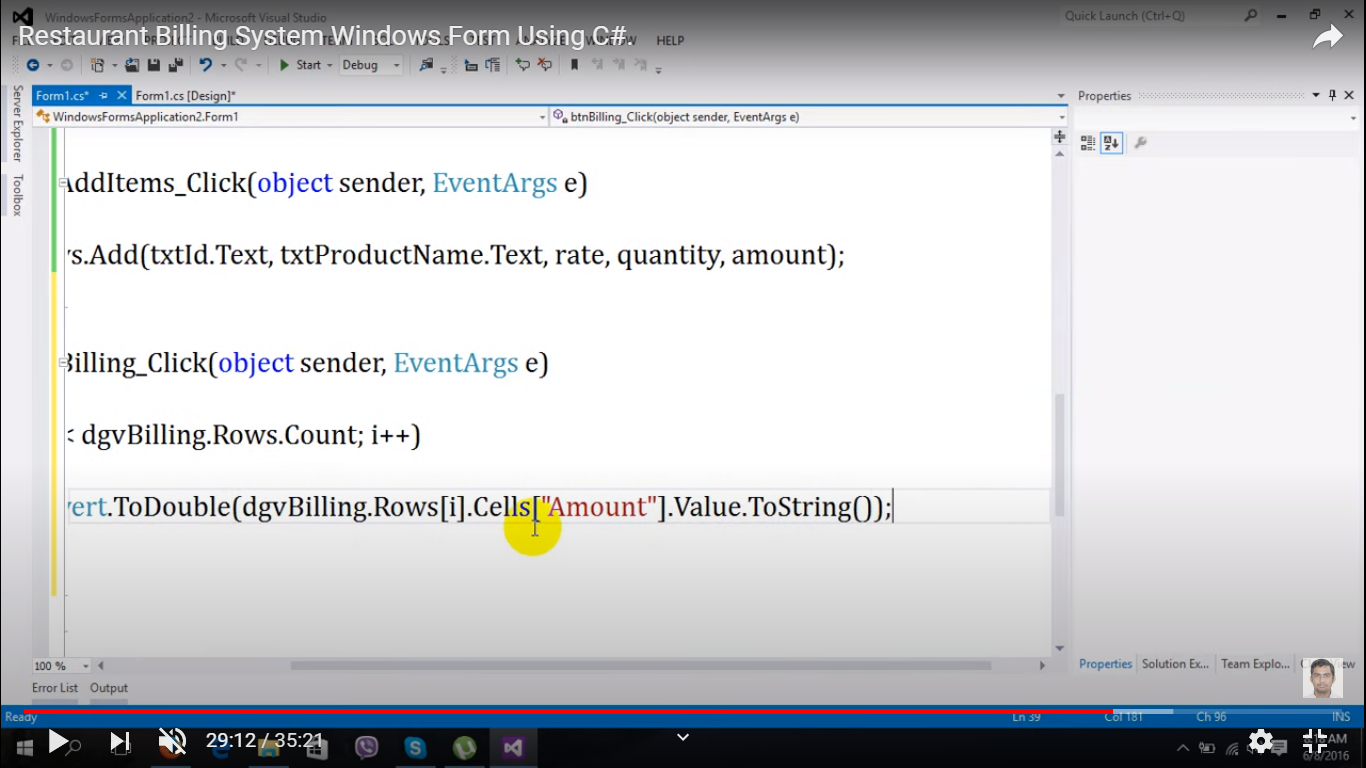 WindowsFormsApplication2 - Microsoft Visual Studio
Quick Launch (Ctrl+Q)
Restaurant Billing System Windows Form Using C#
HELP
Start
Debug
Form1.cs*
Form1.cs [Design]*
Properties
WindowsFormsApplication2.Form1
btnBilling_Click(object sender, EventArgs e)
Server Explorer
Toolbox
AddItems_Click(object sender, EventArgs e)
s.Add(txtId.Text, txtProductName.Text, rate, quantity, amount);
Billing_Click(object sender, EventArgs e)
< dgvBilling.Rows.Count; i++)
vert.ToDouble(dgvBilling.Rows[i].Cells["Amount"].Value.ToString());
100 %
Properties
Solution Ex...
Team Explo...
Error List
Output
Ready
Ln 39
Col 181
Ch 96
INS
29:12 / 35:21
AM
6/8/2016